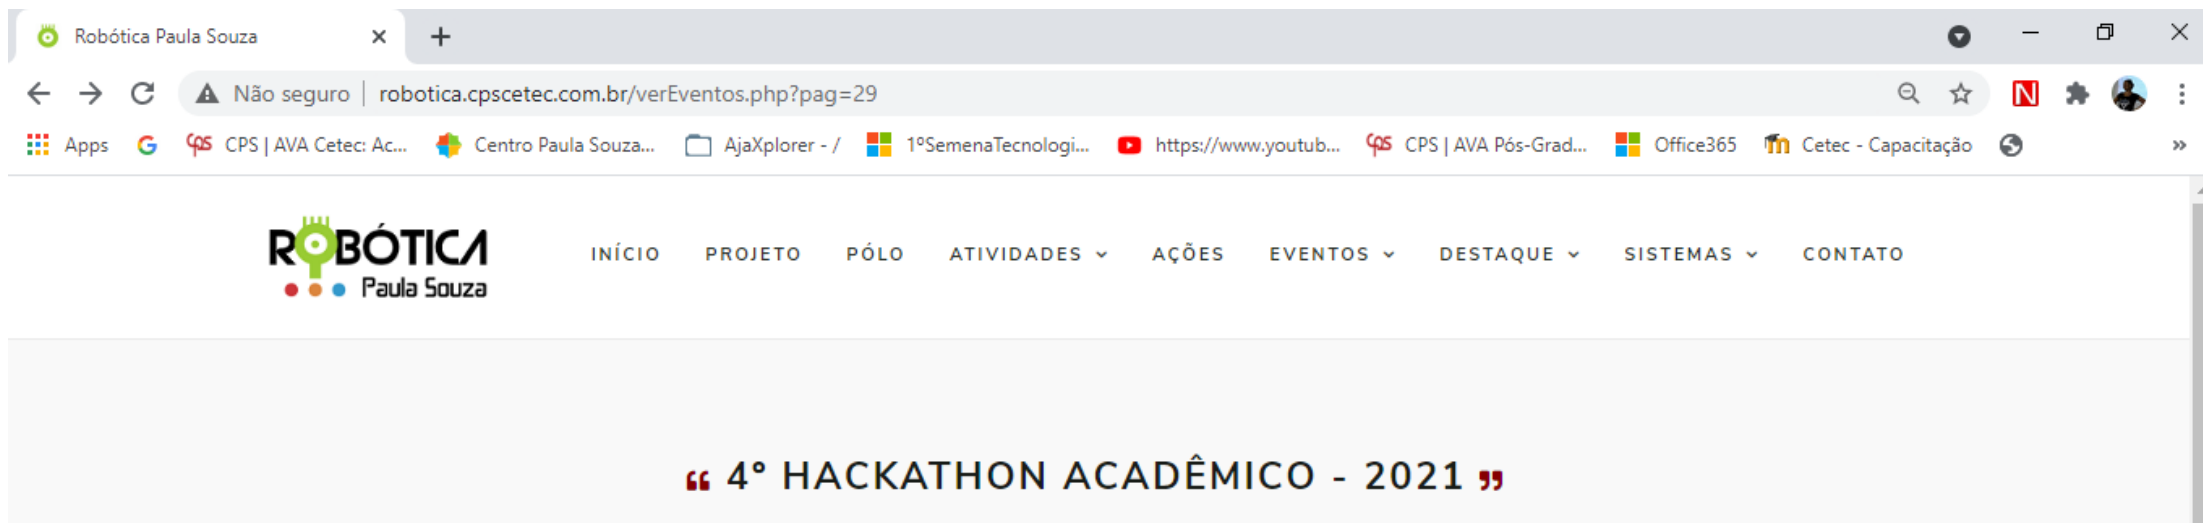 Robótica Paula Souza
Não seguro | robotica.cpscetec.com.br/verEventos.php?pag=29
Apps CPS | AVA Cetec: Ac... Centro Paula Souza... AjaXplorer - / 1ºSemenaTecnologi... https://www.youtub... CPS | AVA Pós-Grad... Office365 Cetec - Capacitação »
ROBÓTICA
Paula Souza
INÍCIO PROJETO PÓLO ATIVIDADES AÇÕES EVENTOS DESTAQUE SISTEMAS CONTATO
“ 4° HACKATHON ACADÊMICO - 2021 ”